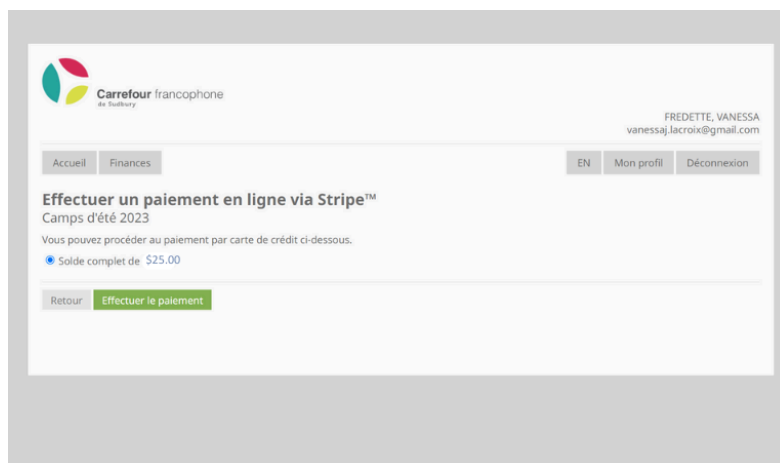 Carrefour francophone
de Sudbury
FREDETTE, VANESSA
vanessaj.lacroix@gmail.com
Accueil Finances EN Mon profil Déconnexion
Effectuer un paiement en ligne via Stripe™
Camps d'été 2023
Vous pouvez procéder au paiement par carte de crédit ci-dessous.
Solde complet de $25.00
Retour Effectuer le paiement